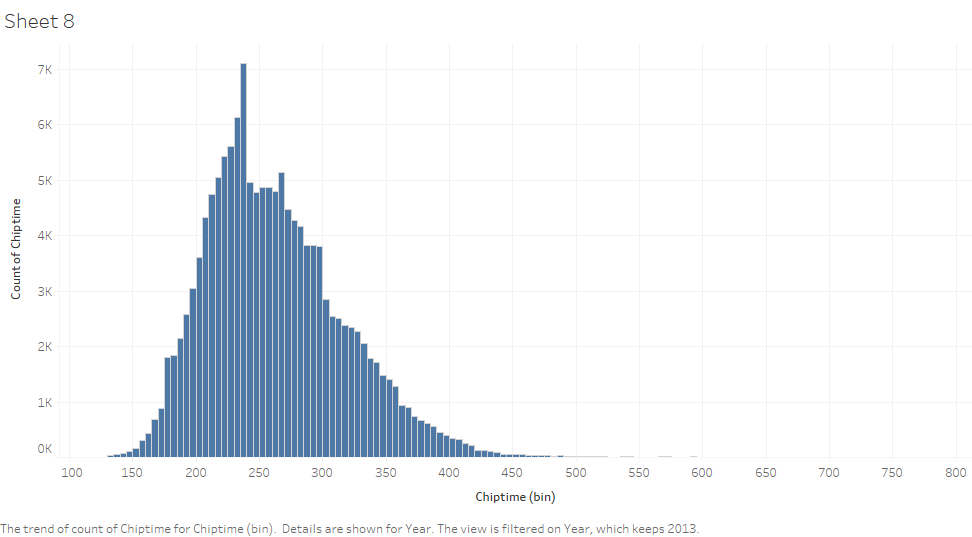 Sheet 8
7K
6K
5K
4K
3K
2K
1K
0K
Count of Chiptime
100 150 200 250 300 350 400 450 500 550 600 650 700 750 800
Chiptime (bin)
The trend of count of Chiptime for Chiptime (bin).  Details are shown for Year. The view is filtered on Year, which keeps 2013.